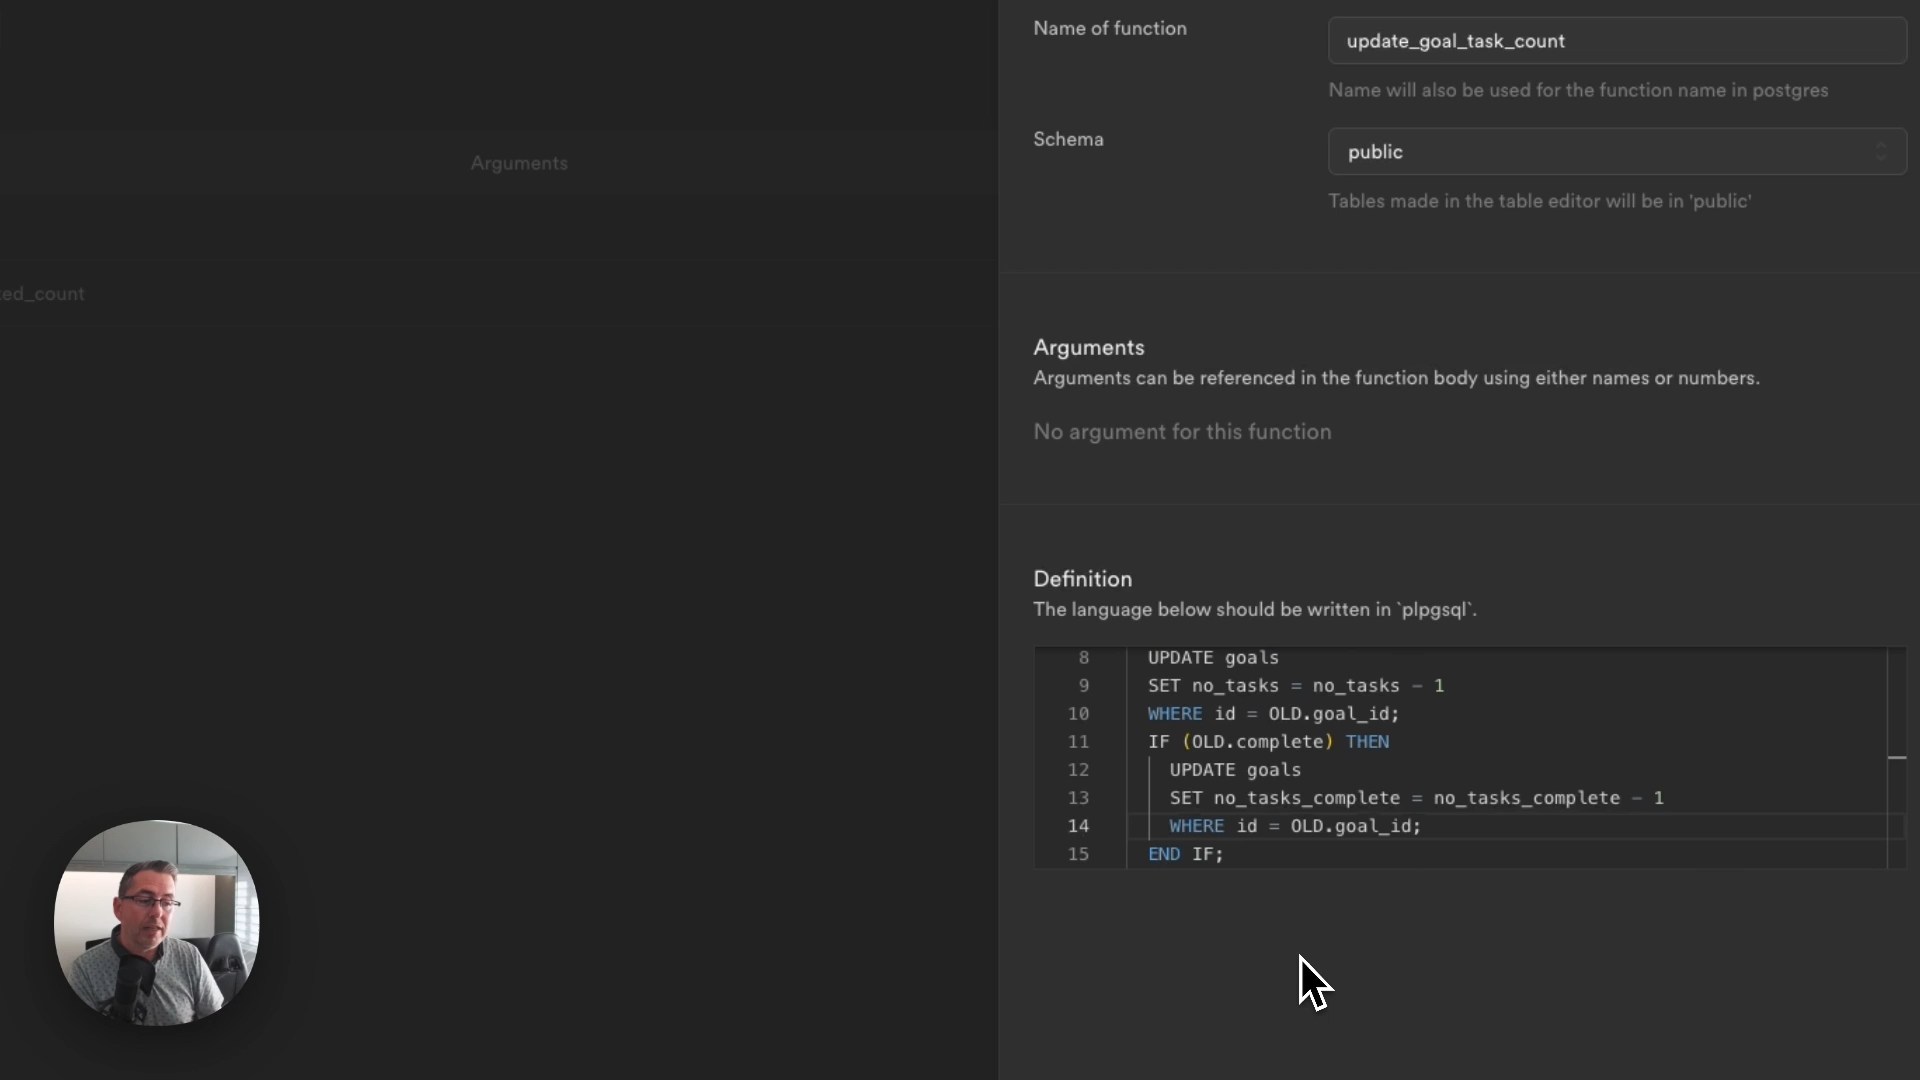 Name of function
update_goal_task_count
Name will also be used for the function name in postgres
Schema
public
Tables made in the table editor will be in 'public'
Arguments
ted_count
Arguments
Arguments can be referenced in the function body using either names or numbers.
No argument for this function
Definition
The language below should be written in `plpgsql`.
8 UPDATE goals
9 SET no_tasks = no_tasks - 1
10 WHERE id = OLD.goal_id;
11 IF (OLD.complete) THEN
12 UPDATE goals
13 SET no_tasks_complete = no_tasks_complete - 1
14 WHERE id = OLD.goal_id;
15 END IF;